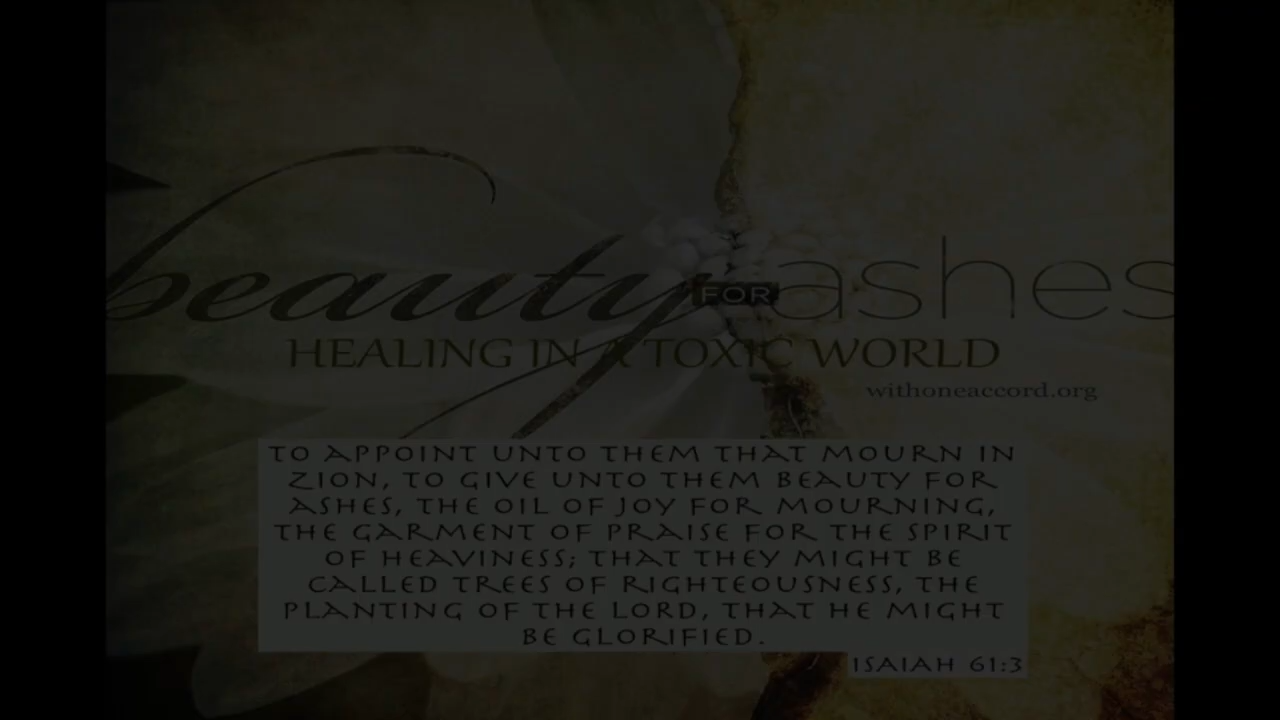 beauty FOR ashes
HEALING IN A TOXIC WORLD
withoneaccord.org
TO APPOINT UNTO THEM THAT MOURN IN
ZION, TO GIVE UNTO THEM BEAUTY FOR
ASHES, THE OIL OF JOY FOR MOURNING,
THE GARMENT OF PRAISE FOR THE SPIRIT
OF HEAVINESS; THAT THEY MIGHT BE
CALLED TREES OF RIGHTEOUSNESS, THE
PLANTING OF THE LORD, THAT HE MIGHT
BE GLORIFIED.
ISAIAH 61:3